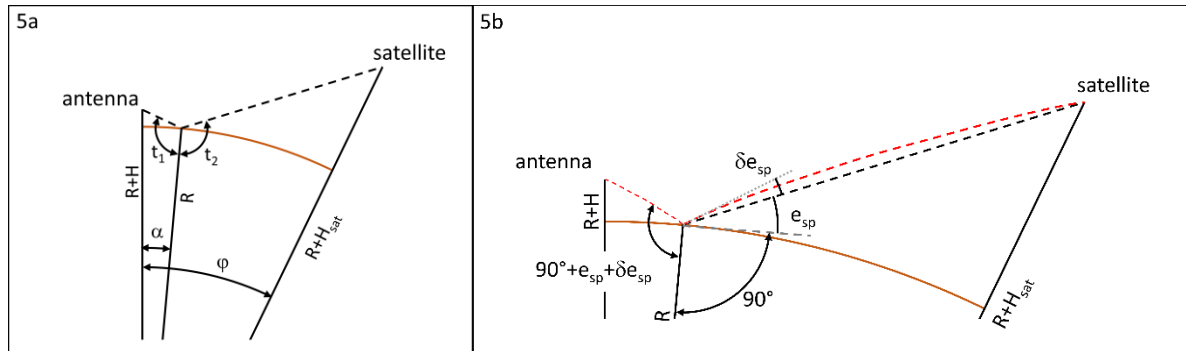 5a
satellite
antenna
t₁
t₂
R+H
R
α
φ
R+Hsat
5b
satellite
antenna
δesp
esp
R+H
90°+esp+δesp
90°
R
R+Hsat